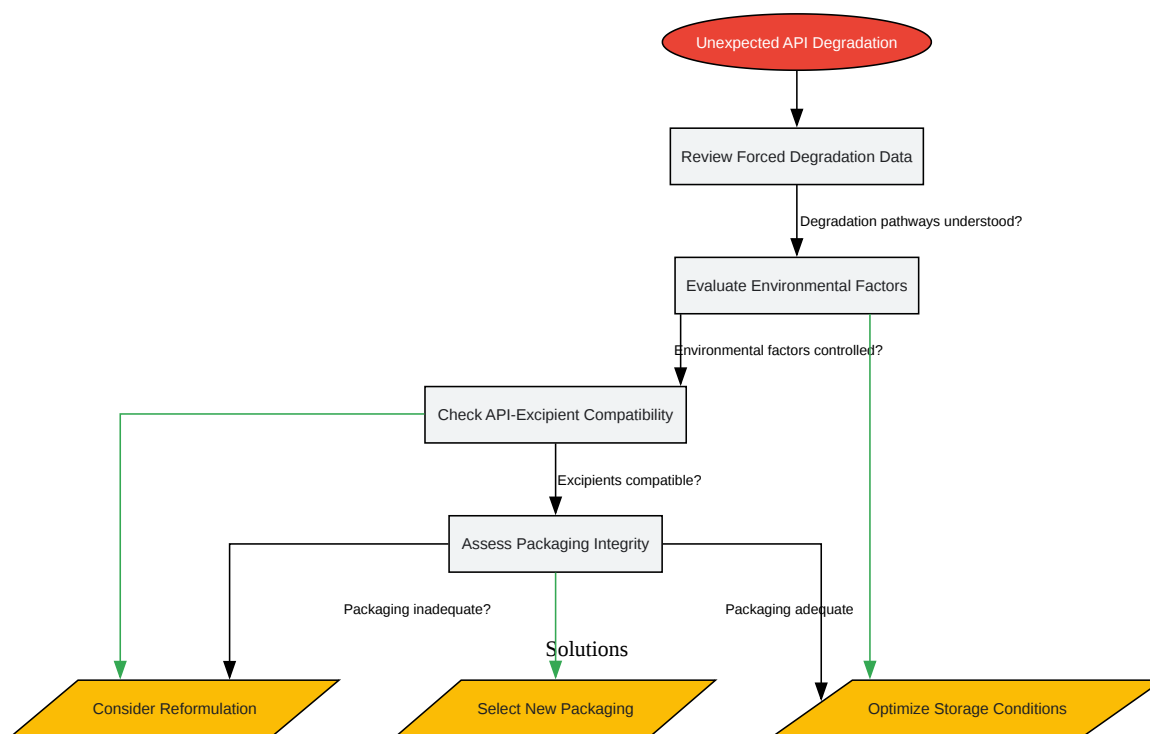 Unexpected API Degradation
Review Forced Degradation Data
Degradation pathways understood?
Evaluate Environmental Factors
Environmental factors controlled?
Check API-Excipient Compatibility
Excipients compatible?
Assess Packaging Integrity
Packaging inadequate?
Packaging adequate
Solutions
Consider Reformulation
Select New Packaging
Optimize Storage Conditions